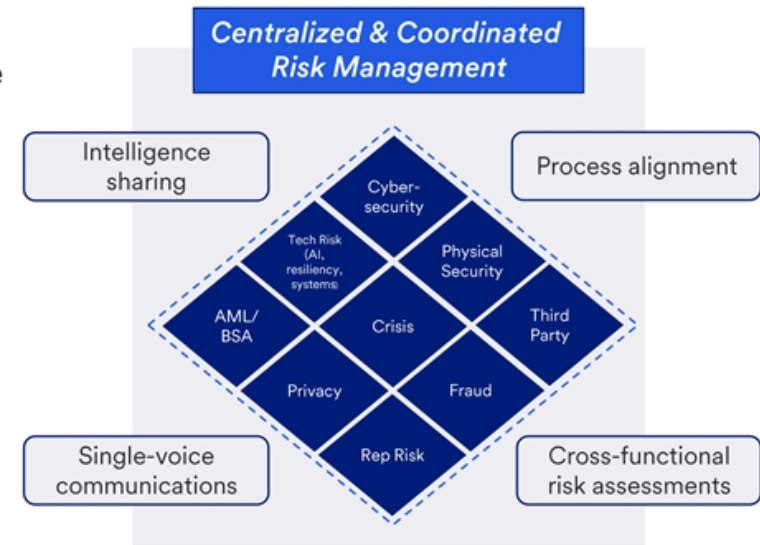 Centralized & Coordinated
Risk Management
e
Intelligence
sharing
Process alignment
Cyber-
security
Tech Risk
(AI,
resiliency,
systems)
Physical
Security
AML/
BSA
Crisis
Third
Party
Privacy
Fraud
Rep Risk
Single-voice
communications
Cross-functional
risk assessments